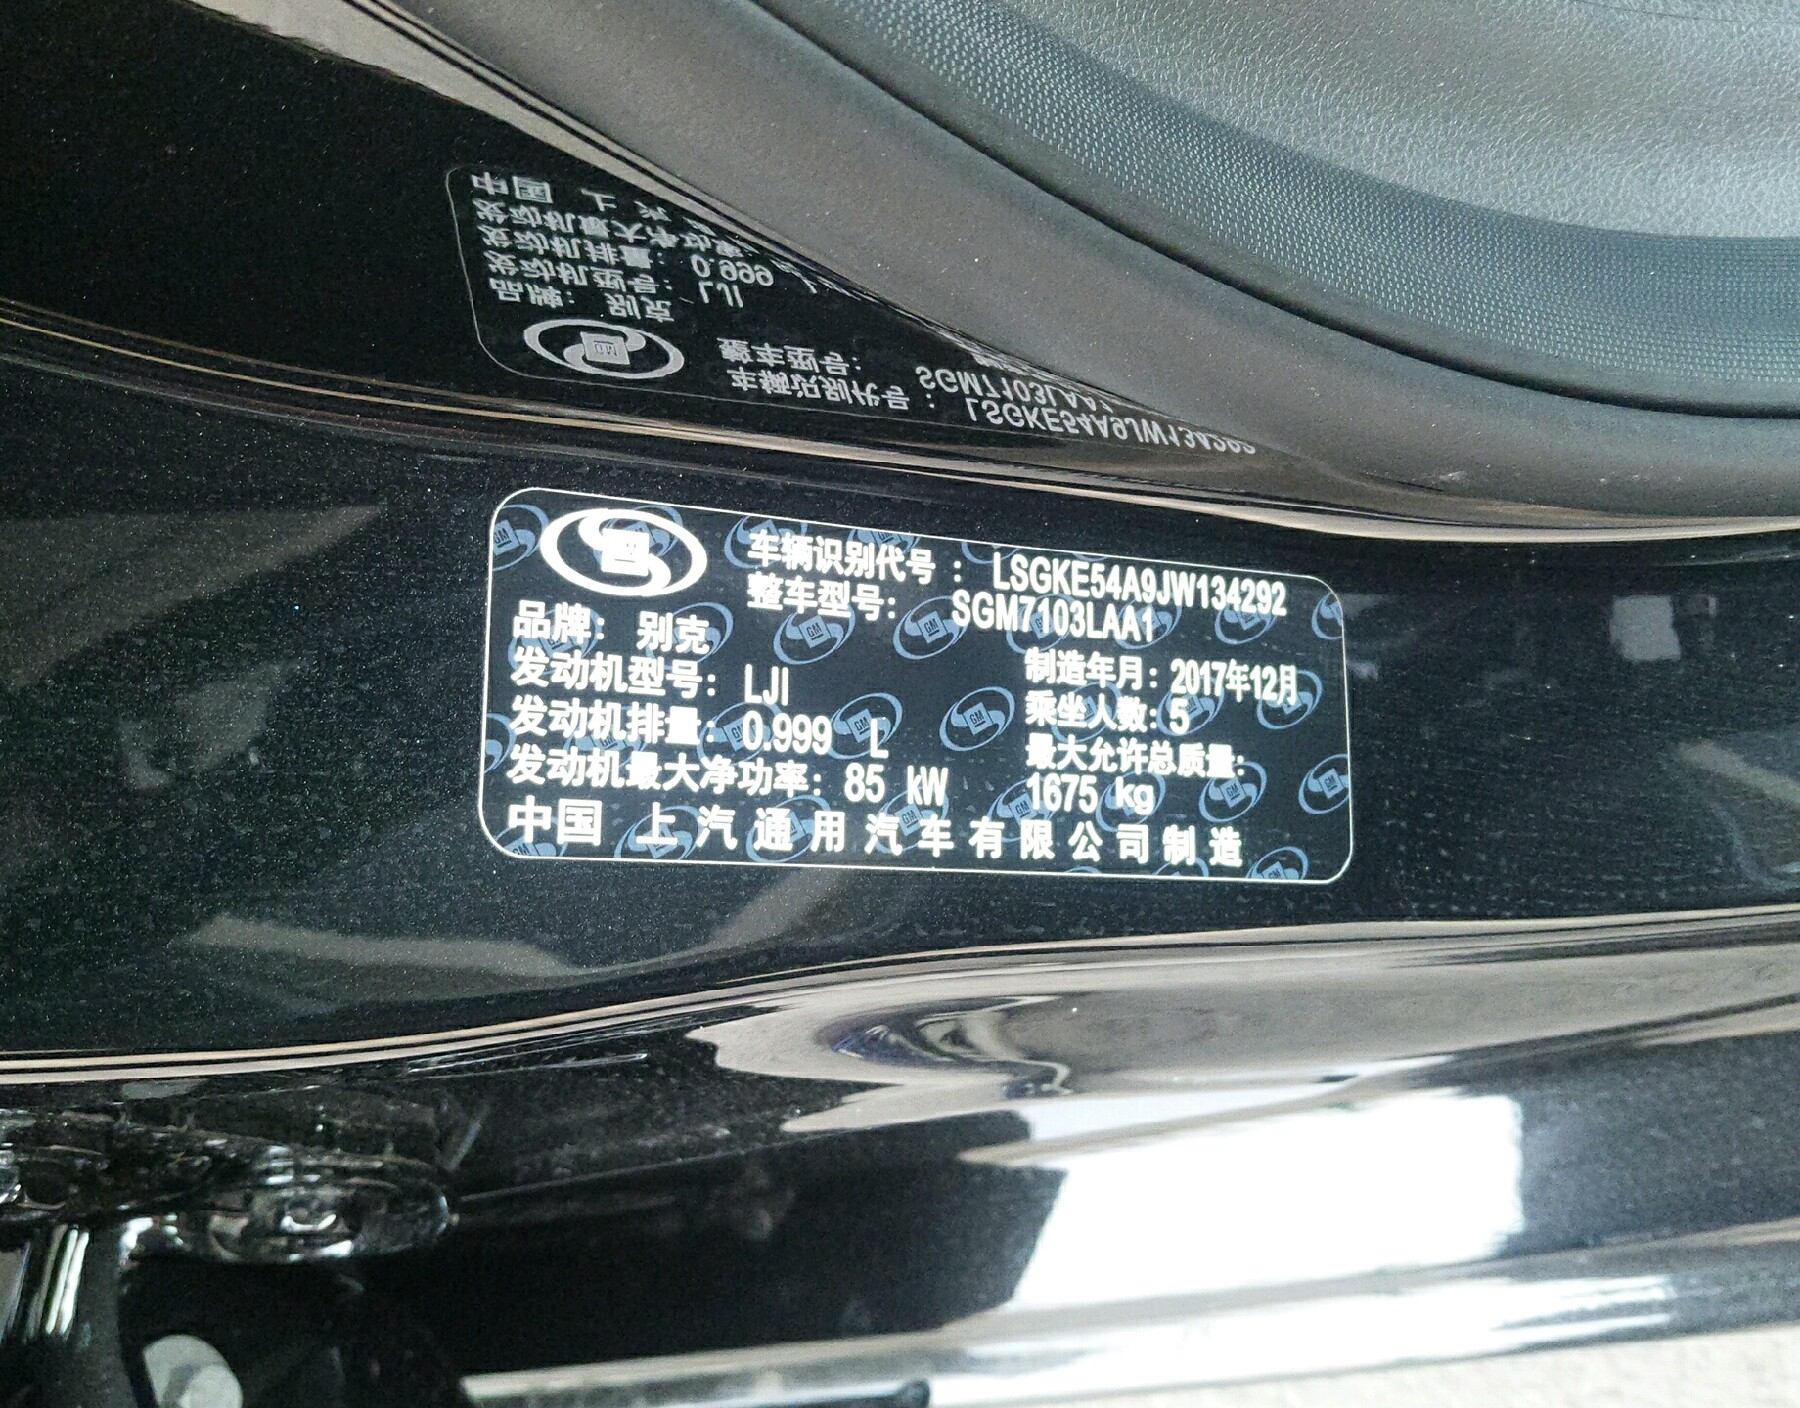 车辆识别代号：LSGKE54A9JW134292
整车型号：SGM7103LAA1
品牌：别克
发动机型号：LJI
制造年月：2017年12月
发动机排量：0.999 L
乘坐人数：5
发动机最大净功率：85 kW
最大允许总质量：
1675 kg
中国 上汽通用汽车有限公司制造
GM